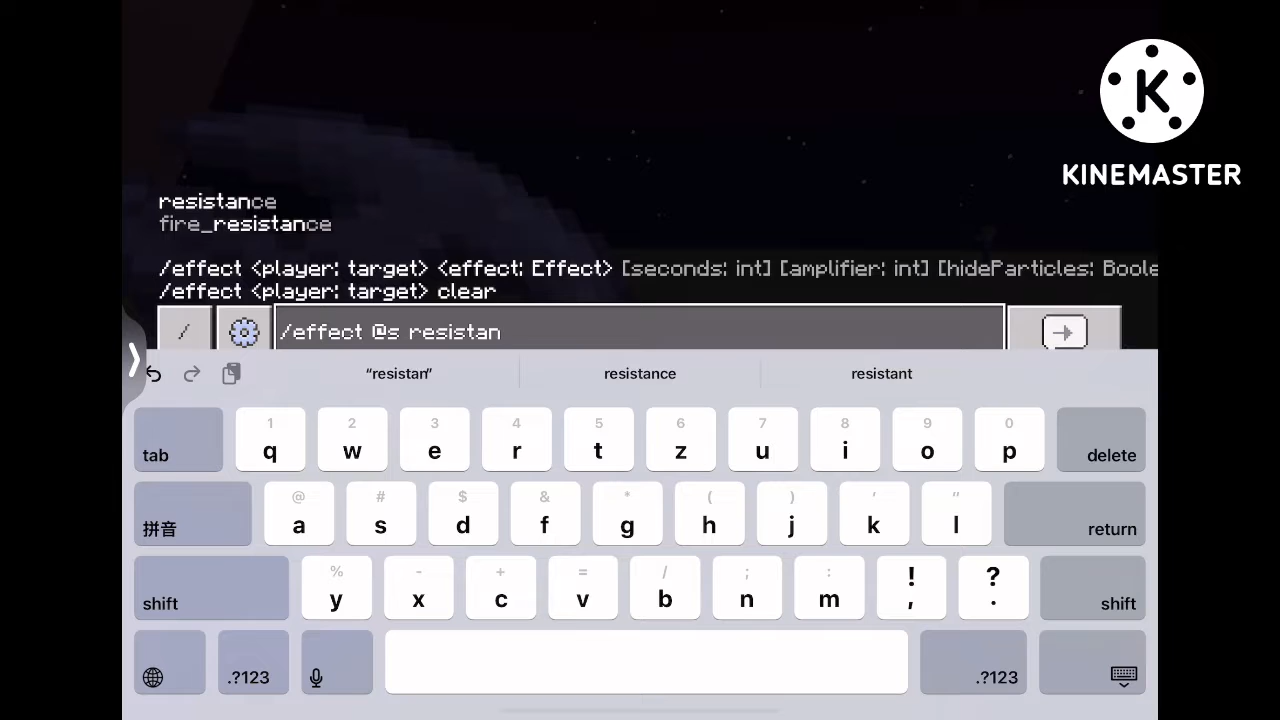 K
KINEMASTER
resistance
fire_resistance
/effect <player: target> <effect: Effect> [seconds: int] [amplifier: int] [hideParticles: Boole
/effect <player: target> clear
/ /effect @s resistan
“resistan” resistance resistant
1 2 3 4 5 6 7 8 9 0
tab q w e r t z u i o p delete
@ # $ & * ( ) ‘ “
拼音 a s d f g h j k l return
% - + = / ; : ! ?
shift y x c v b n m , . shift
.?123 .?123